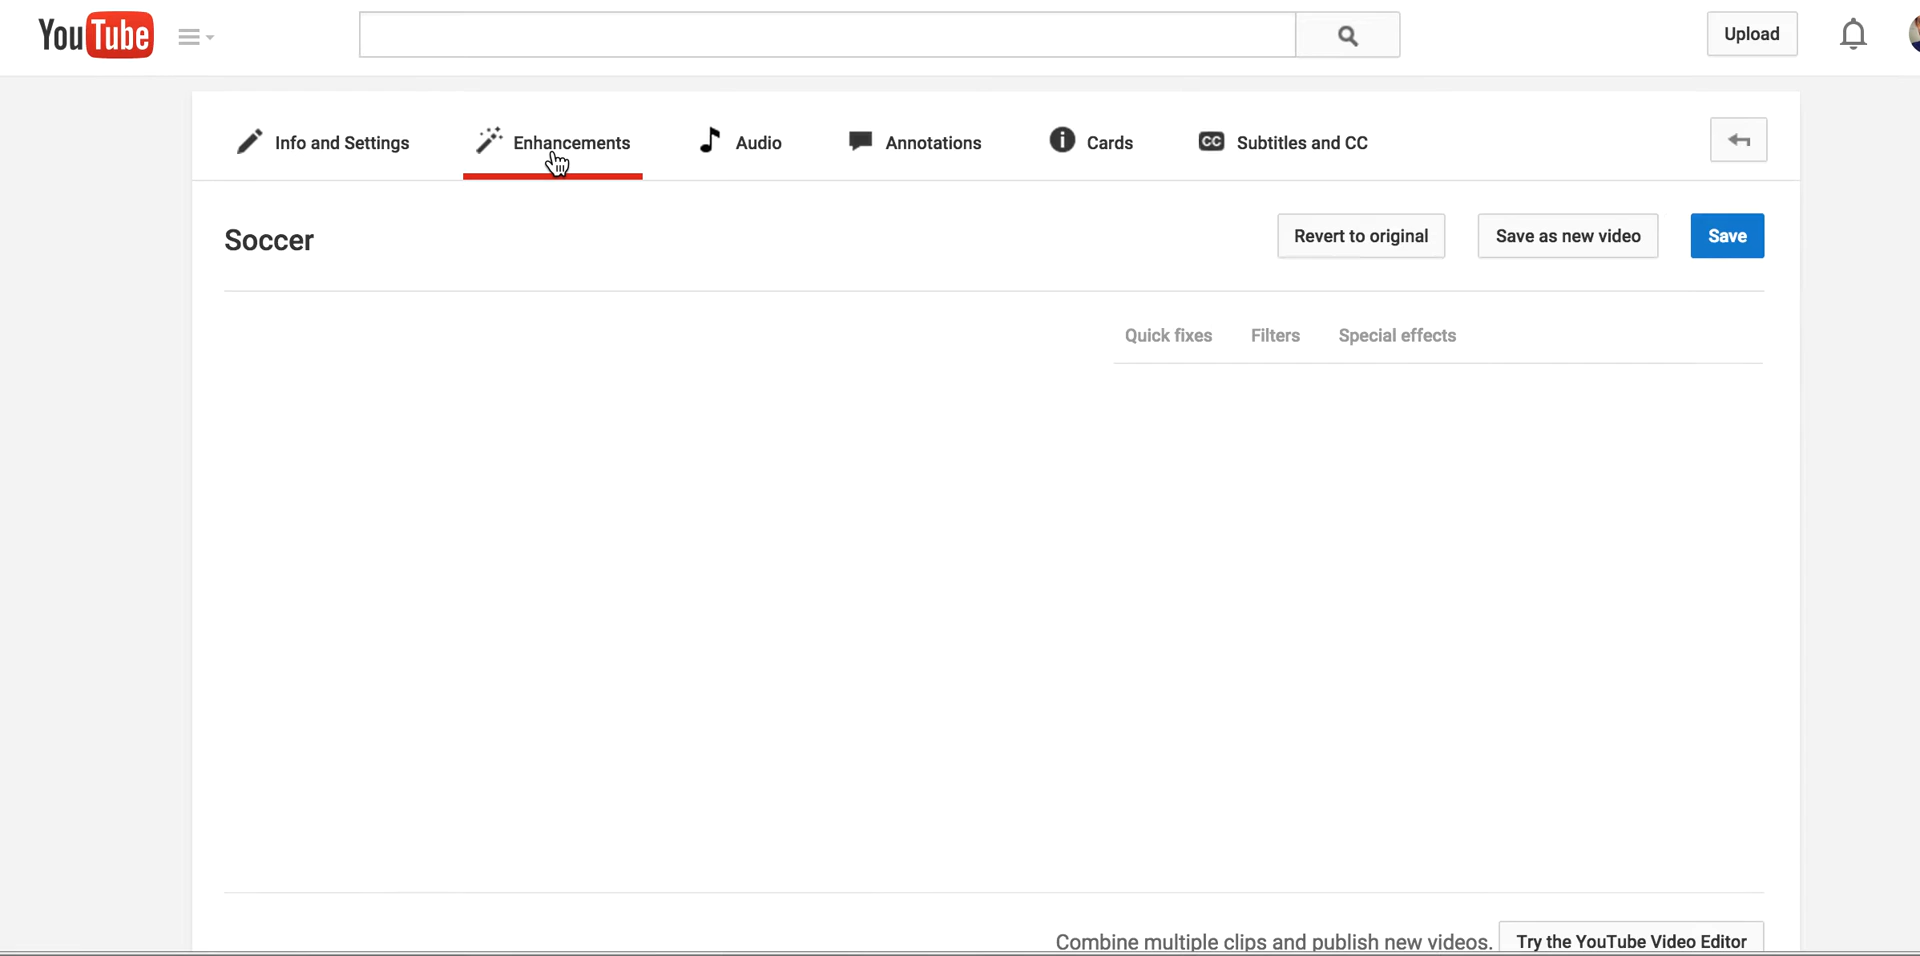 YouTube
Upload
Info and Settings
Enhancements
Audio
Annotations
Cards
CC Subtitles and CC
Soccer
Revert to original
Save as new video
Save
Quick fixes
Filters
Special effects
Combine multiple clips and publish new videos.
Try the YouTube Video Editor